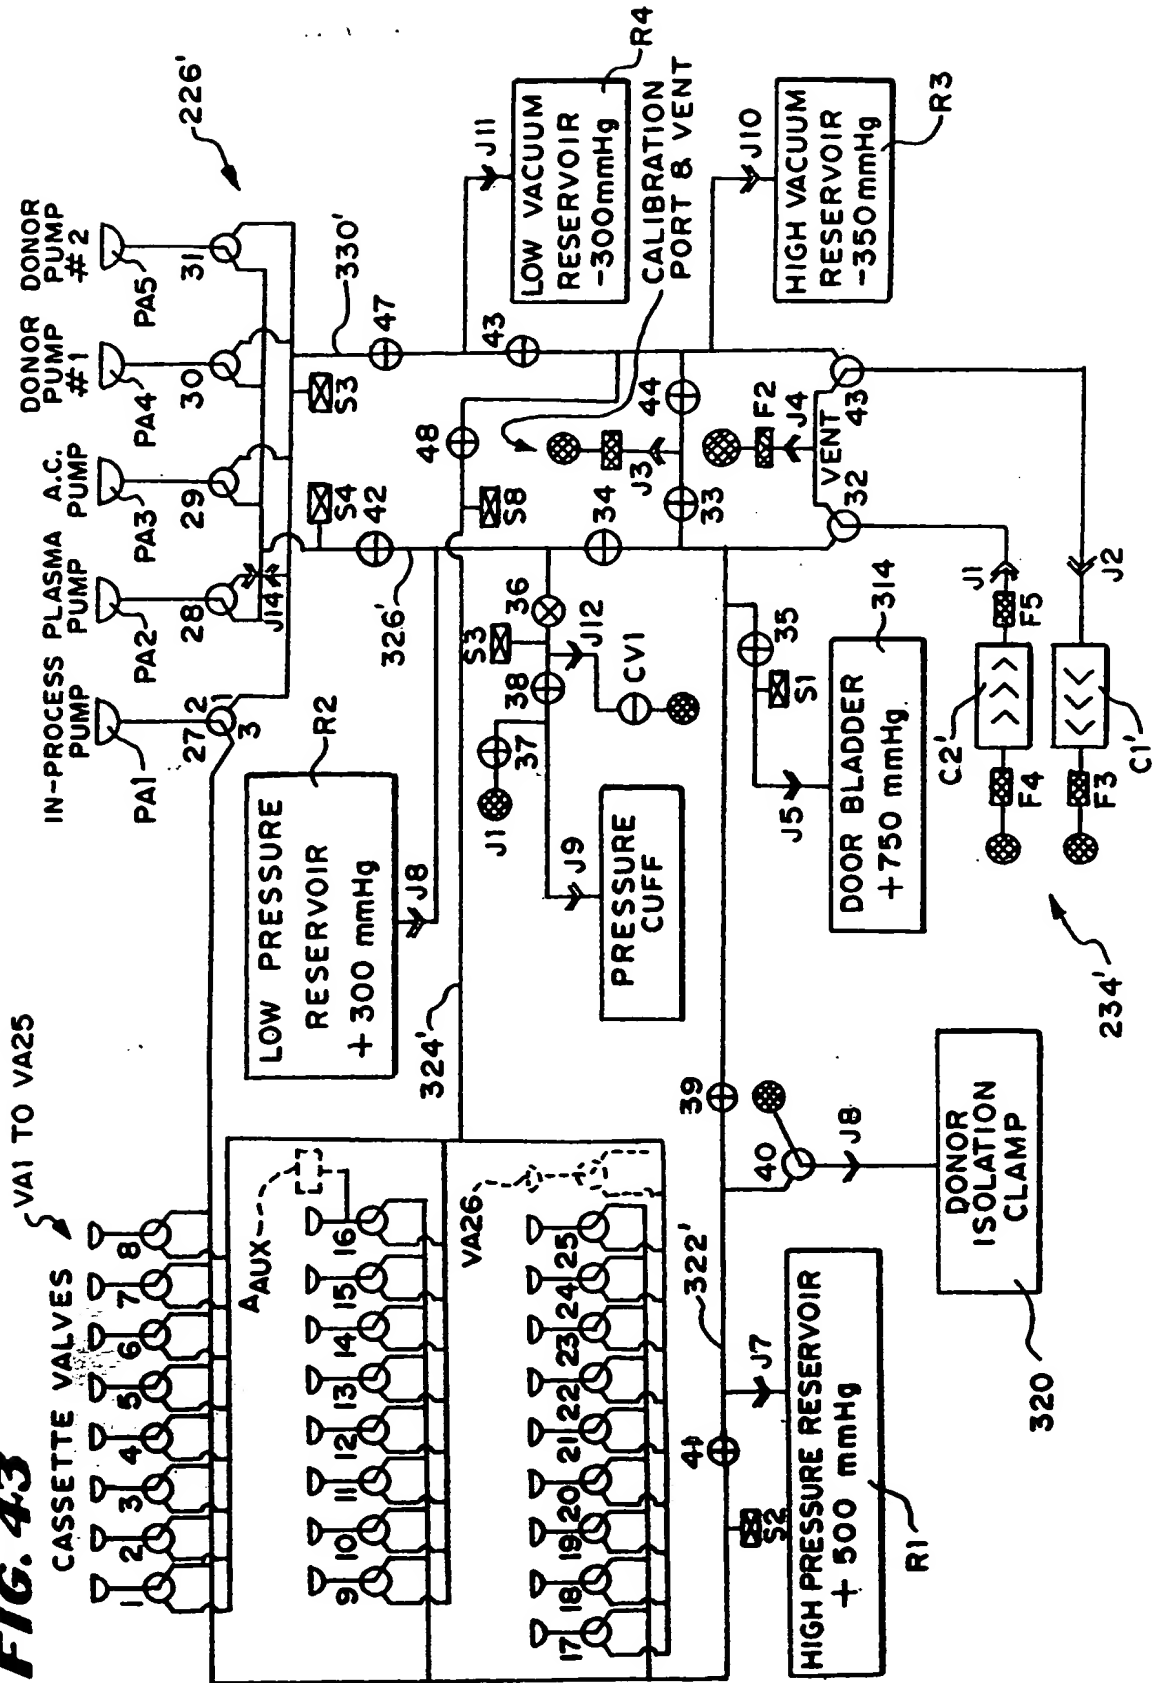 FIG. 43
CASSETTE VALVES
VA1 TO VA25
1 2 3 4 5 6 7 8
AAUX
9 10 11 12 13 14 15 16
VA26
17 18 19 20 21 22 23 24 25
IN-PROCESS PUMP
PLASMA PUMP
A.C. PUMP
DONOR PUMP #1
DONOR PUMP #2
226'
PA1
PA2
PA3
PA4
PA5
27 2
3
28
29
30
31
J14
330'
S3
S4
47
42
326'
LOW PRESSURE
RESERVOIR
+300 mmHg
R2
J8
324'
48
S8
43
J11
LOW VACUUM
RESERVOIR
-300mmHg
R4
CALIBRATION
PORT & VENT
J3
34
44
33
J10
HIGH VACUUM
RESERVOIR
-350mmHg
R3
F2
J4
VENT
32
43
36
S3
J12
38
CV1
37
J1
J9
PRESSURE
CUFF
35
S1
J5
DOOR BLADDER
+750 mmHg
314
J1
F5
J2
C2'
C1'
F4
F3
234'
39
40
J8
DONOR
ISOLATION
CLAMP
320
322'
41
S2
J7
HIGH PRESSURE RESERVOIR
+500 mmHg
R1